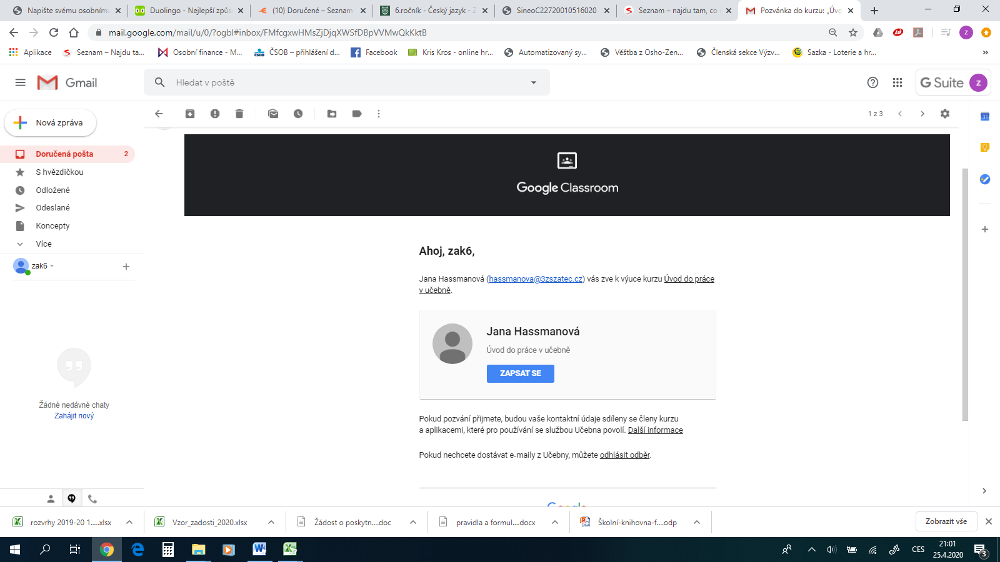 Napište svému osobnímu
Duolingo - Nejlepší způs
(10) Doručené – Seznam
6.ročník - Český jazyk - Z
SineoC22720010516020
Seznam – najdu tam, co
Pozvánka do kurzu: „Úvo
mail.google.com/mail/u/0/?ogbl#inbox/FMfcgxwHMsZjDjqXWSfDBpVVMwQkKktB
Aplikace
Seznam – Najdu ta...
Osobní finance - M...
ČSOB – přihlášení d...
Facebook
Kris Kros - online hr...
Automatizovaný sy...
Věštba z Osho-Zen...
Členská sekce Výzv...
Sazka - Loterie a hr...
Gmail
Hledat v poště
G Suite
z
Nová zpráva
1 z 3
Doručená pošta 2
S hvězdičkou
Odložené
Odeslané
Koncepty
Více
zak6
Žádné nedávné chaty
Zahájit nový
Google Classroom
Ahoj, zak6,
Jana Hassmanová (hassmanova@3zszatec.cz) vás zve k výuce kurzu Úvod do práce
v učebně.
Jana Hassmanová
Úvod do práce v učebně
ZAPSAT SE
Pokud pozvání přijmete, budou vaše kontaktní údaje sdíleny se členy kurzu
a aplikacemi, které pro používání se službou Učebna povolí. Další informace
Pokud nechcete dostávat e-maily z Učebny, můžete odhlásit odběr.
Google
rozvrhy 2019-20 1.....xlsx
Vzor_zadosti_2020.xlsx
Žádost o poskytn....doc
pravidla a formul....docx
Školní-knihovna-f....odp
Zobrazit vše
CES
21:01
25.4.2020
3